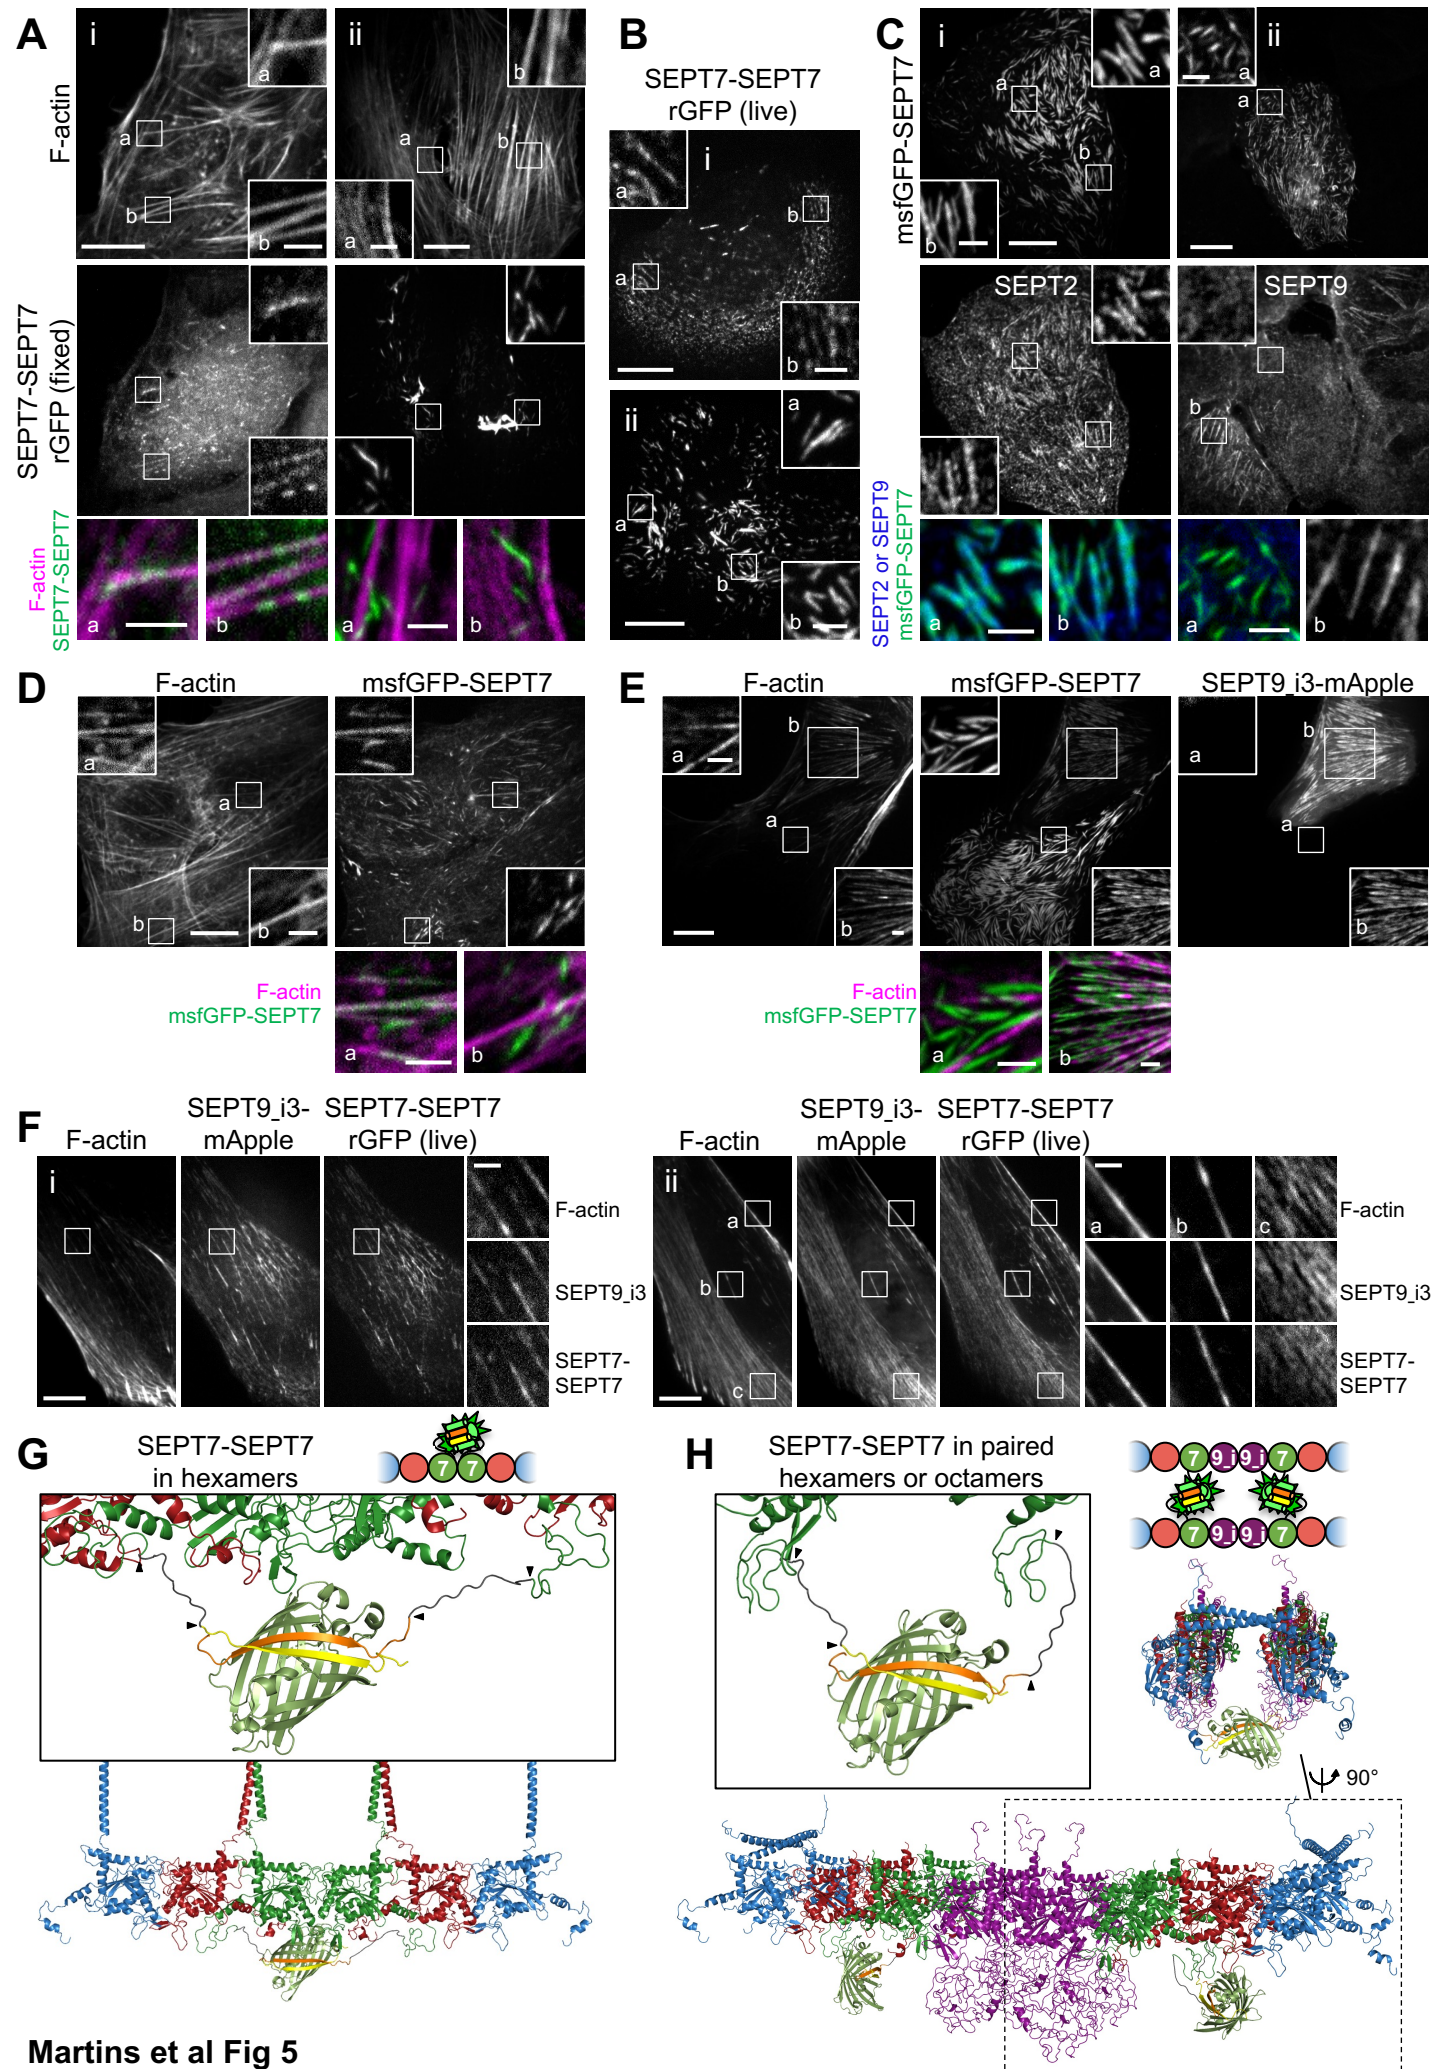 A
i
ii
F-actin
a
b
a
b
a
b
b
a
SEPT7-SEPT7
rGFP (fixed)
F-actin
SEPT7-SEPT7
a
b
a
b
B
SEPT7-SEPT7
rGFP (live)
i
a
b
a
b
ii
a
a
b
b
C
i
ii
msfGFP-SEPT7
a
a
a
a
b
b
SEPT2
SEPT9
b
SEPT2 or SEPT9
msfGFP-SEPT7
a
b
a
b
D
F-actin
msfGFP-SEPT7
a
a
b
b
F-actin
msfGFP-SEPT7
a
b
E
F-actin
msfGFP-SEPT7
SEPT9_i3-mApple
a
b
a
a
a
b
b
b
F-actin
msfGFP-SEPT7
a
b
F
F-actin
SEPT9_i3-
mApple
SEPT7-SEPT7
rGFP (live)
i
F-actin
SEPT9_i3
SEPT7-
SEPT7
F-actin
SEPT9_i3-
mApple
SEPT7-SEPT7
rGFP (live)
ii
a
b
c
a
b
c
F-actin
SEPT9_i3
SEPT7-
SEPT7
G
SEPT7-SEPT7
in hexamers
7 7
H
SEPT7-SEPT7 in paired
hexamers or octamers
7 9_i 9_i 7
7 9_i 9_i 7
90°
Martins et al Fig 5